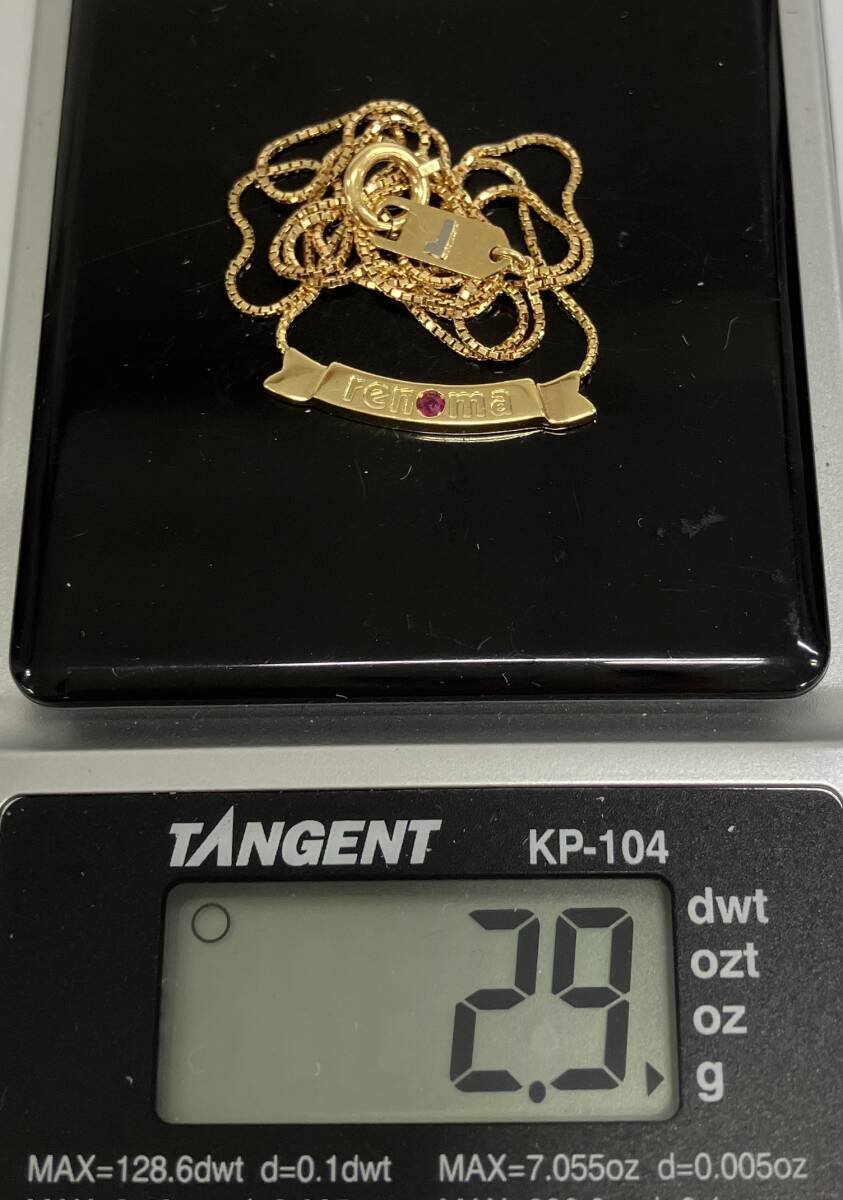 renoma
TANGENT KP-104
dwt
ozt
oz
g
2.9
MAX=128.6dwt d=0.1dwt MAX=7.055oz d=0.005oz